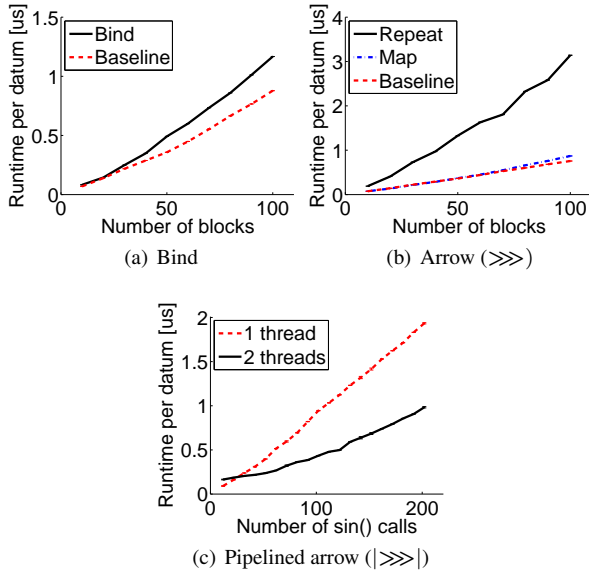 Runtime per datum [us]
1.5
1
0.5
0
Bind
Baseline
0
50
100
Number of blocks
(a) Bind
Runtime per datum [us]
4
3
2
1
0
Repeat
Map
Baseline
0
50
100
Number of blocks
(b) Arrow (⋙)
Runtime per datum [us]
2
1.5
1
0.5
0
1 thread
2 threads
0
100
200
Number of sin() calls
(c) Pipelined arrow (|⋙|)